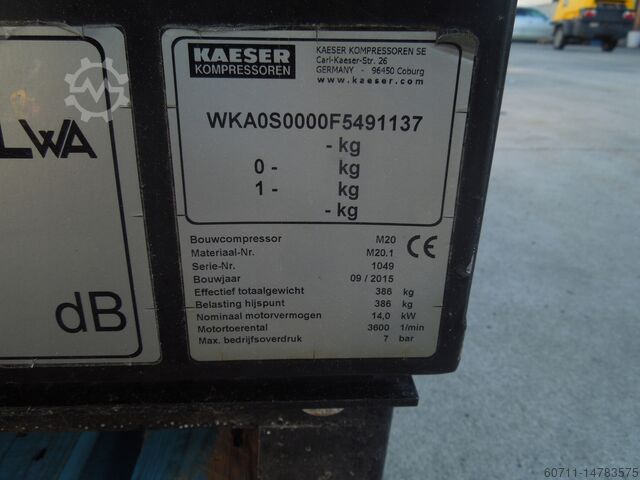 LWA
dB
KAESER
KOMPRESSOREN
KAESER KOMPRESSOREN SE
Carl-Kaeser-Str. 26
GERMANY - 96450 Coburg
www.kaeser.com
WKA0S0000F5491137
- kg
0 - kg
1 - kg
- kg
Bouwcompressor M20
Materiaal-Nr. M20.1
Serie-Nr. 1049
Bouwjaar 09 / 2015
Effectief totaalgewicht 386 kg
Belasting hijspunt 386 kg
Nominaal motorvermogen 14,0 kW
Motortoerental 3600 1/min
Max. bedrijfsoverdruk 7 bar
CE
60711-14783575